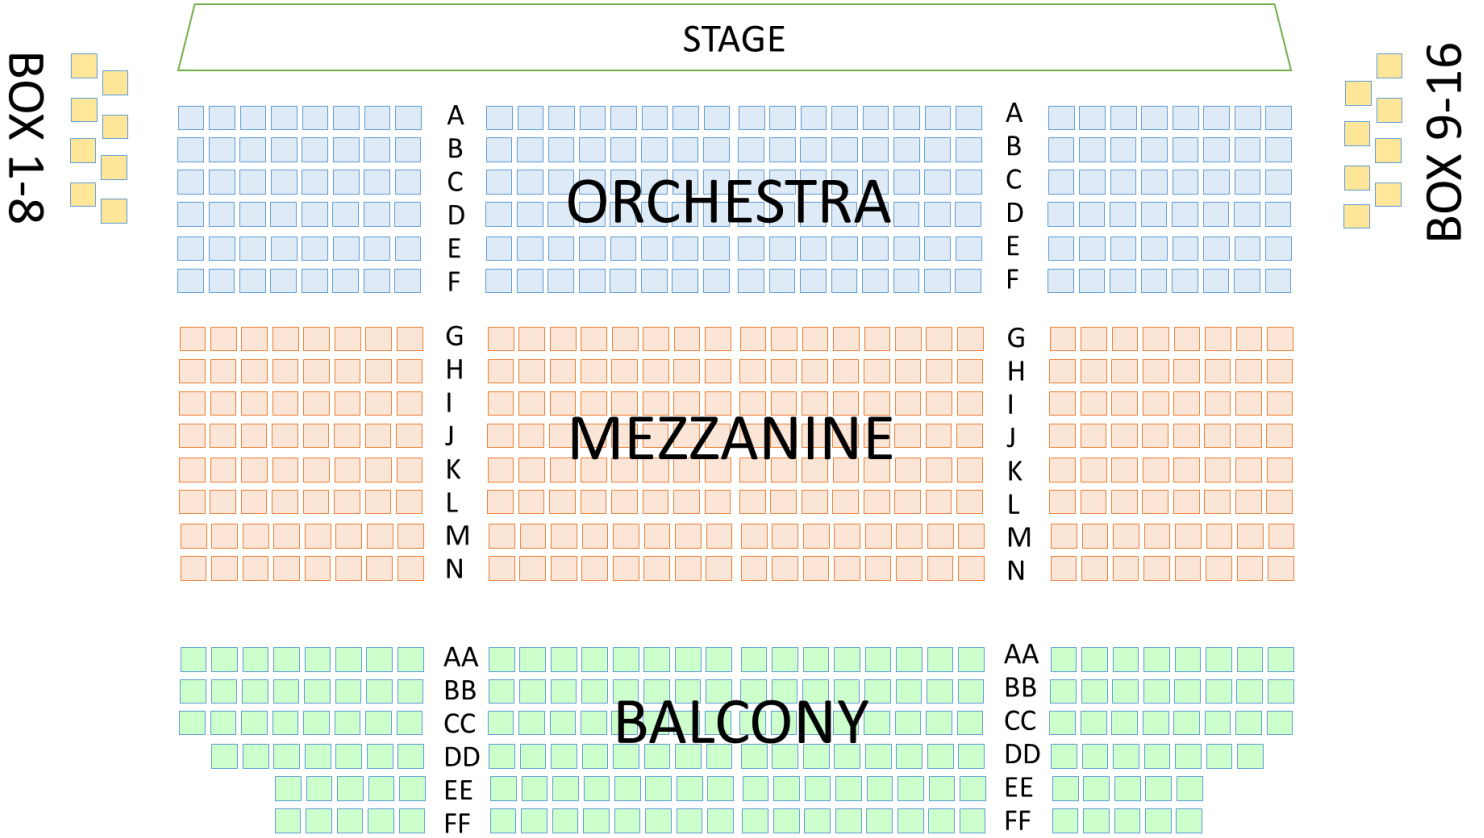 STAGE
BOX 1-8
BOX 9-16
A
B
C
D
E
F
ORCHESTRA
A
B
C
D
E
F
G
H
I
J
K
L
M
N
MEZZANINE
G
H
I
J
K
L
M
N
AA
BB
CC
DD
EE
FF
BALCONY
AA
BB
CC
DD
EE
FF